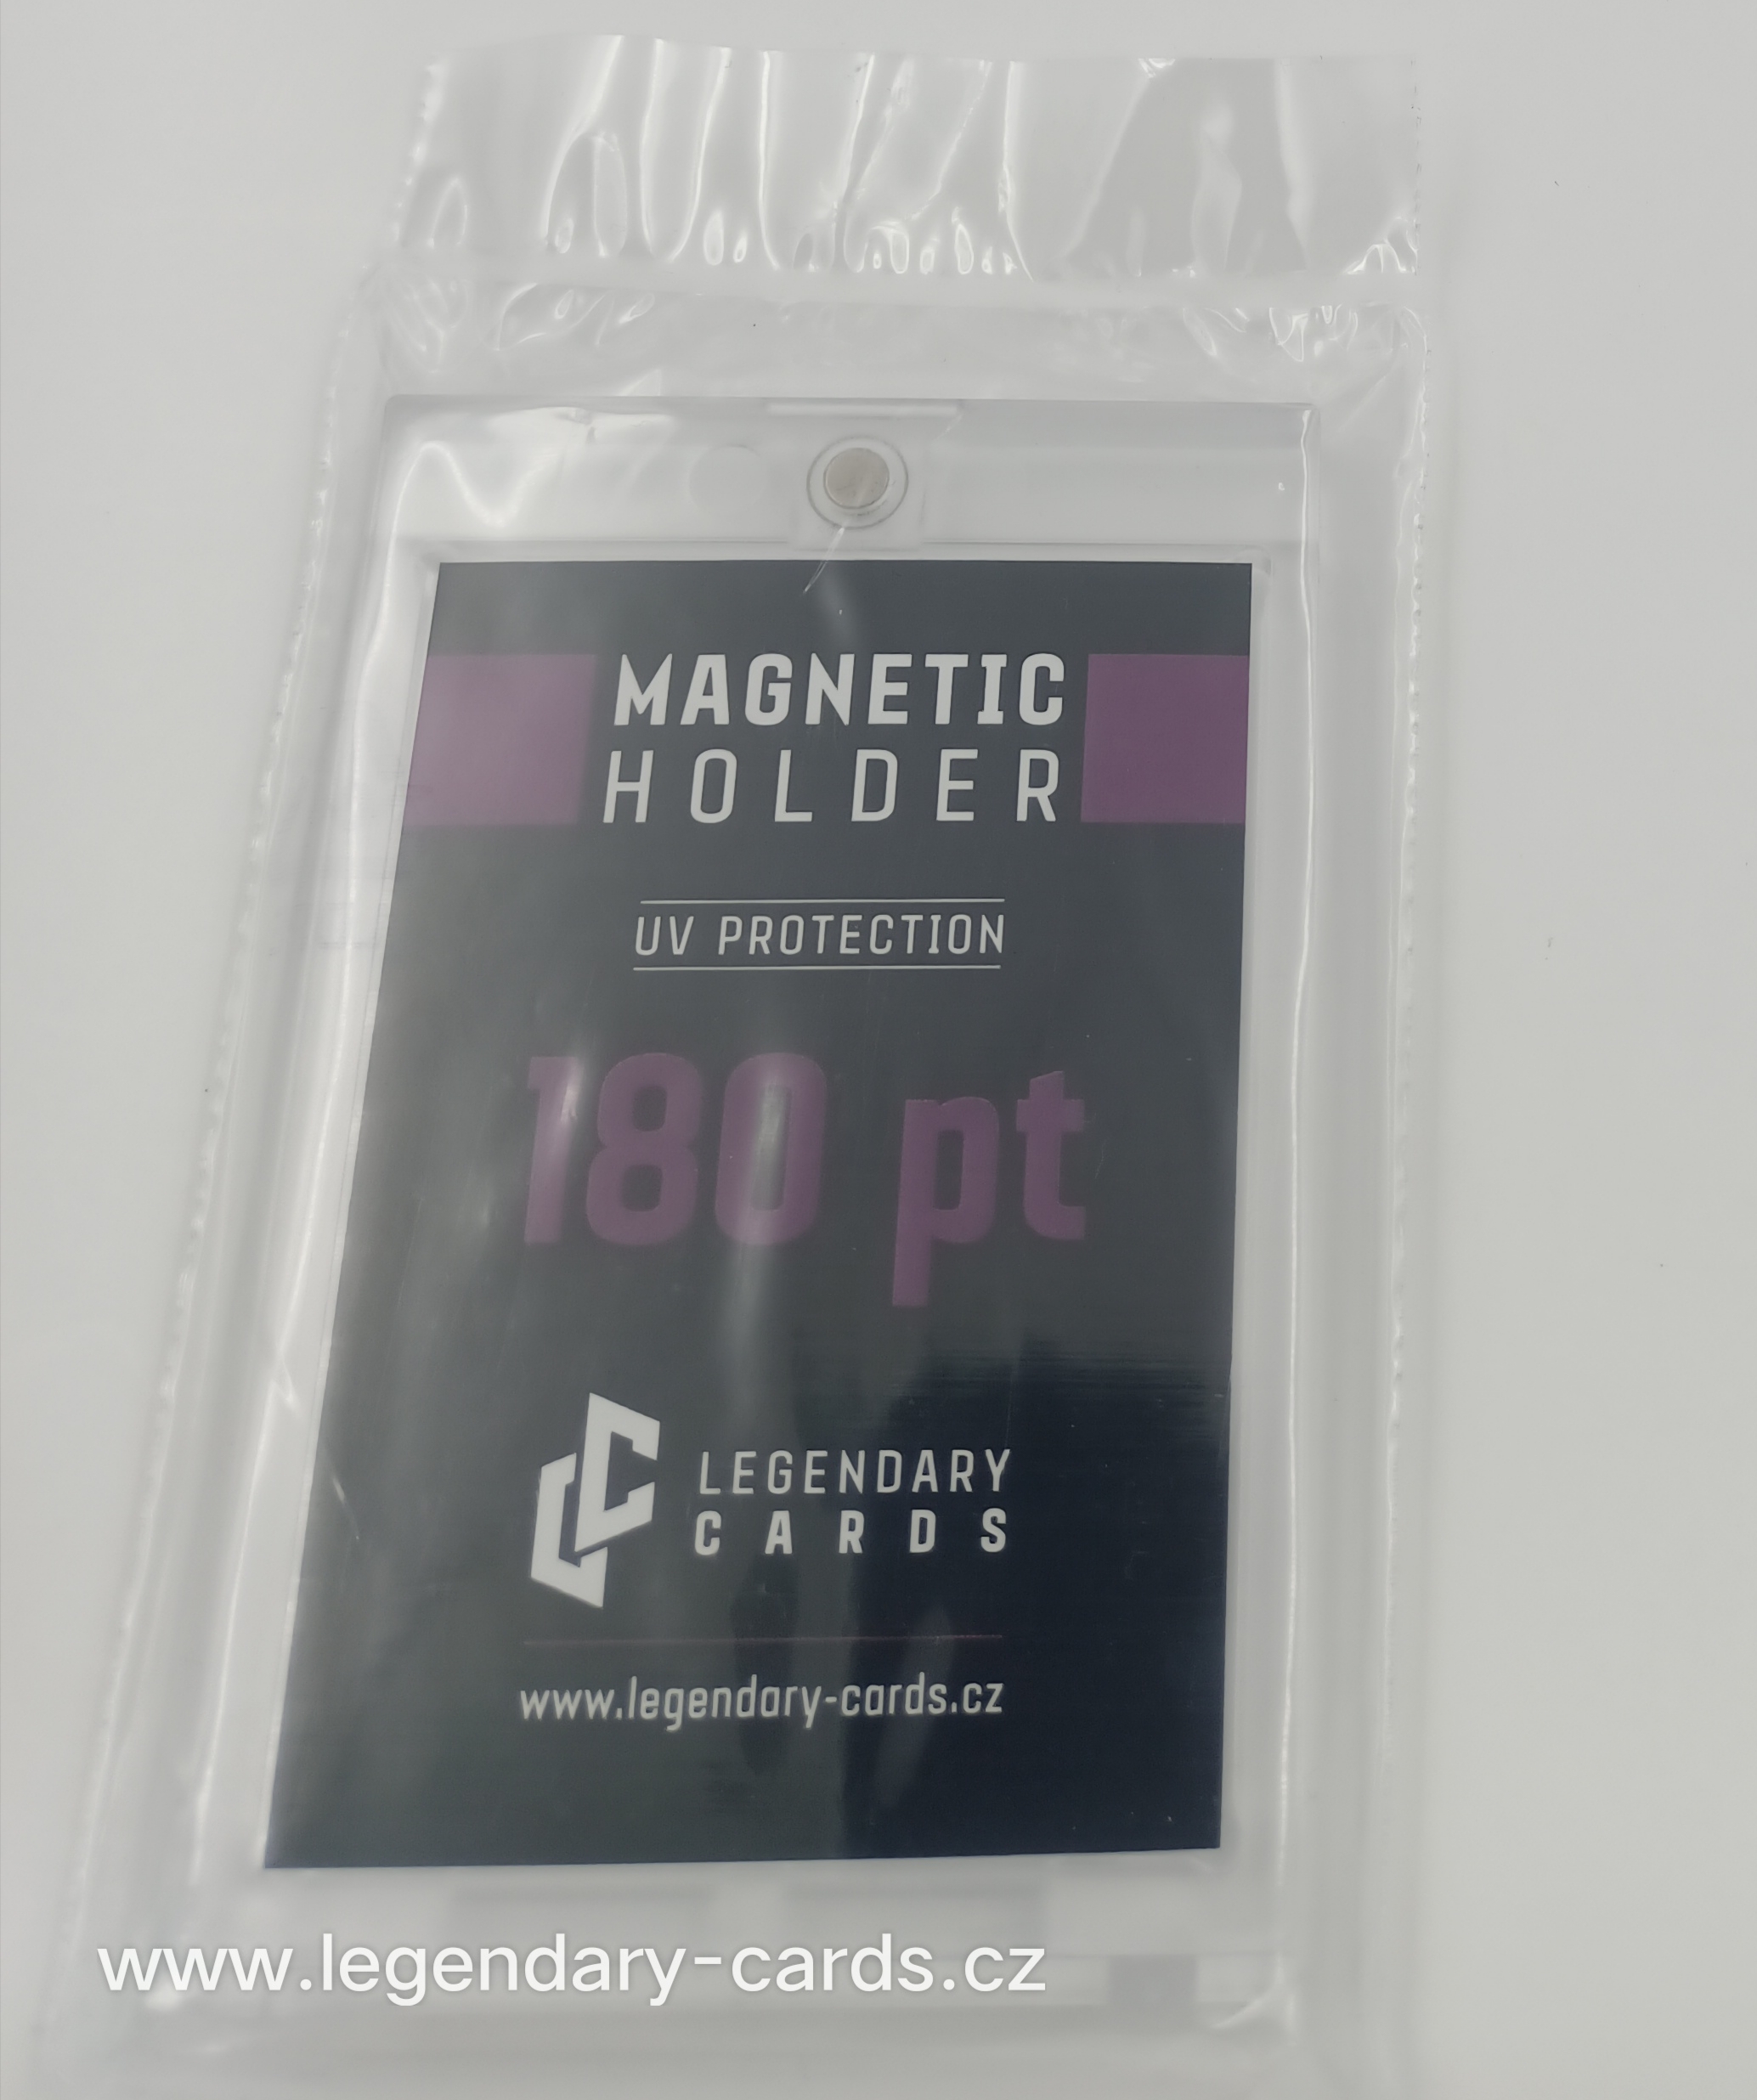 MAGNETIC
HOLDER
UV PROTECTION
180 pt
LEGENDARY
CARDS
www.legendary-cards.cz
www.legendary-cards.cz